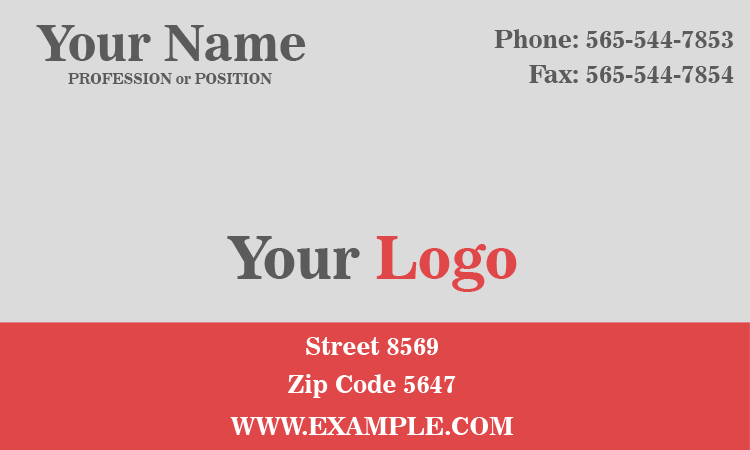 Your Name
PROFESSION or POSITION
Phone: 565-544-7853
Fax: 565-544-7854
Your Logo
Street 8569
Zip Code 5647
WWW.EXAMPLE.COM